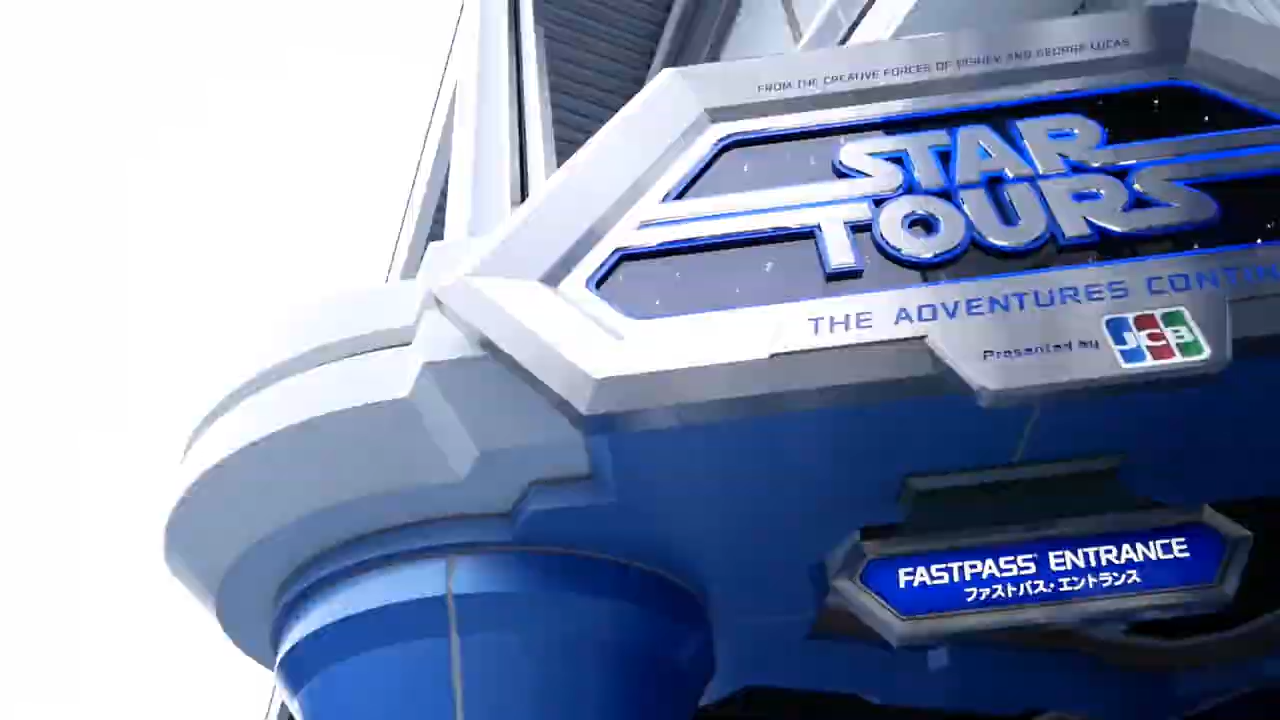 FROM THE CREATIVE FORCES OF DISNEY AND GEORGE LUCAS
STAR
TOURS
THE ADVENTURES CONTIN
Presented by JCB
FASTPASS ENTRANCE
ファストパス・エントランス